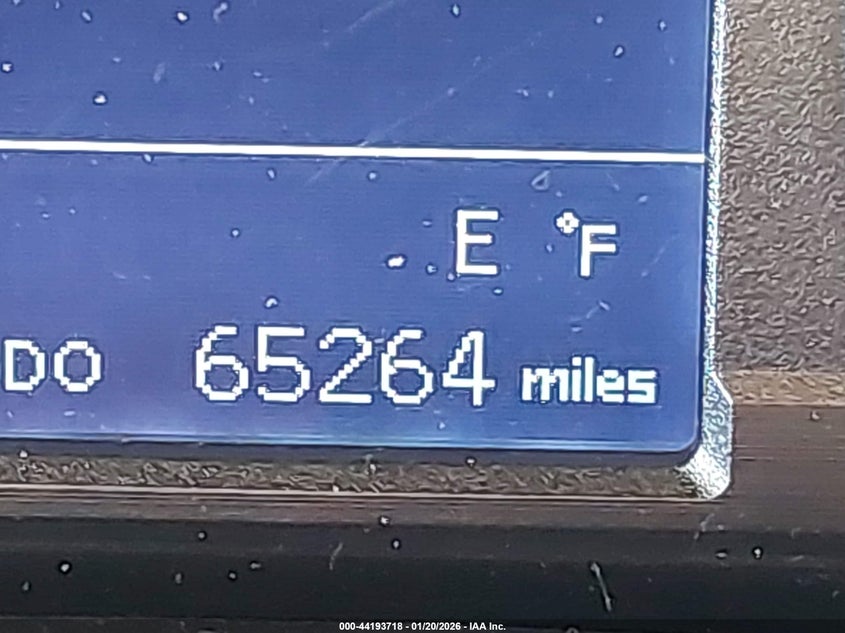 E °F
DO 65264 miles
000-44193718 - 01/20/2026 - IAA Inc.